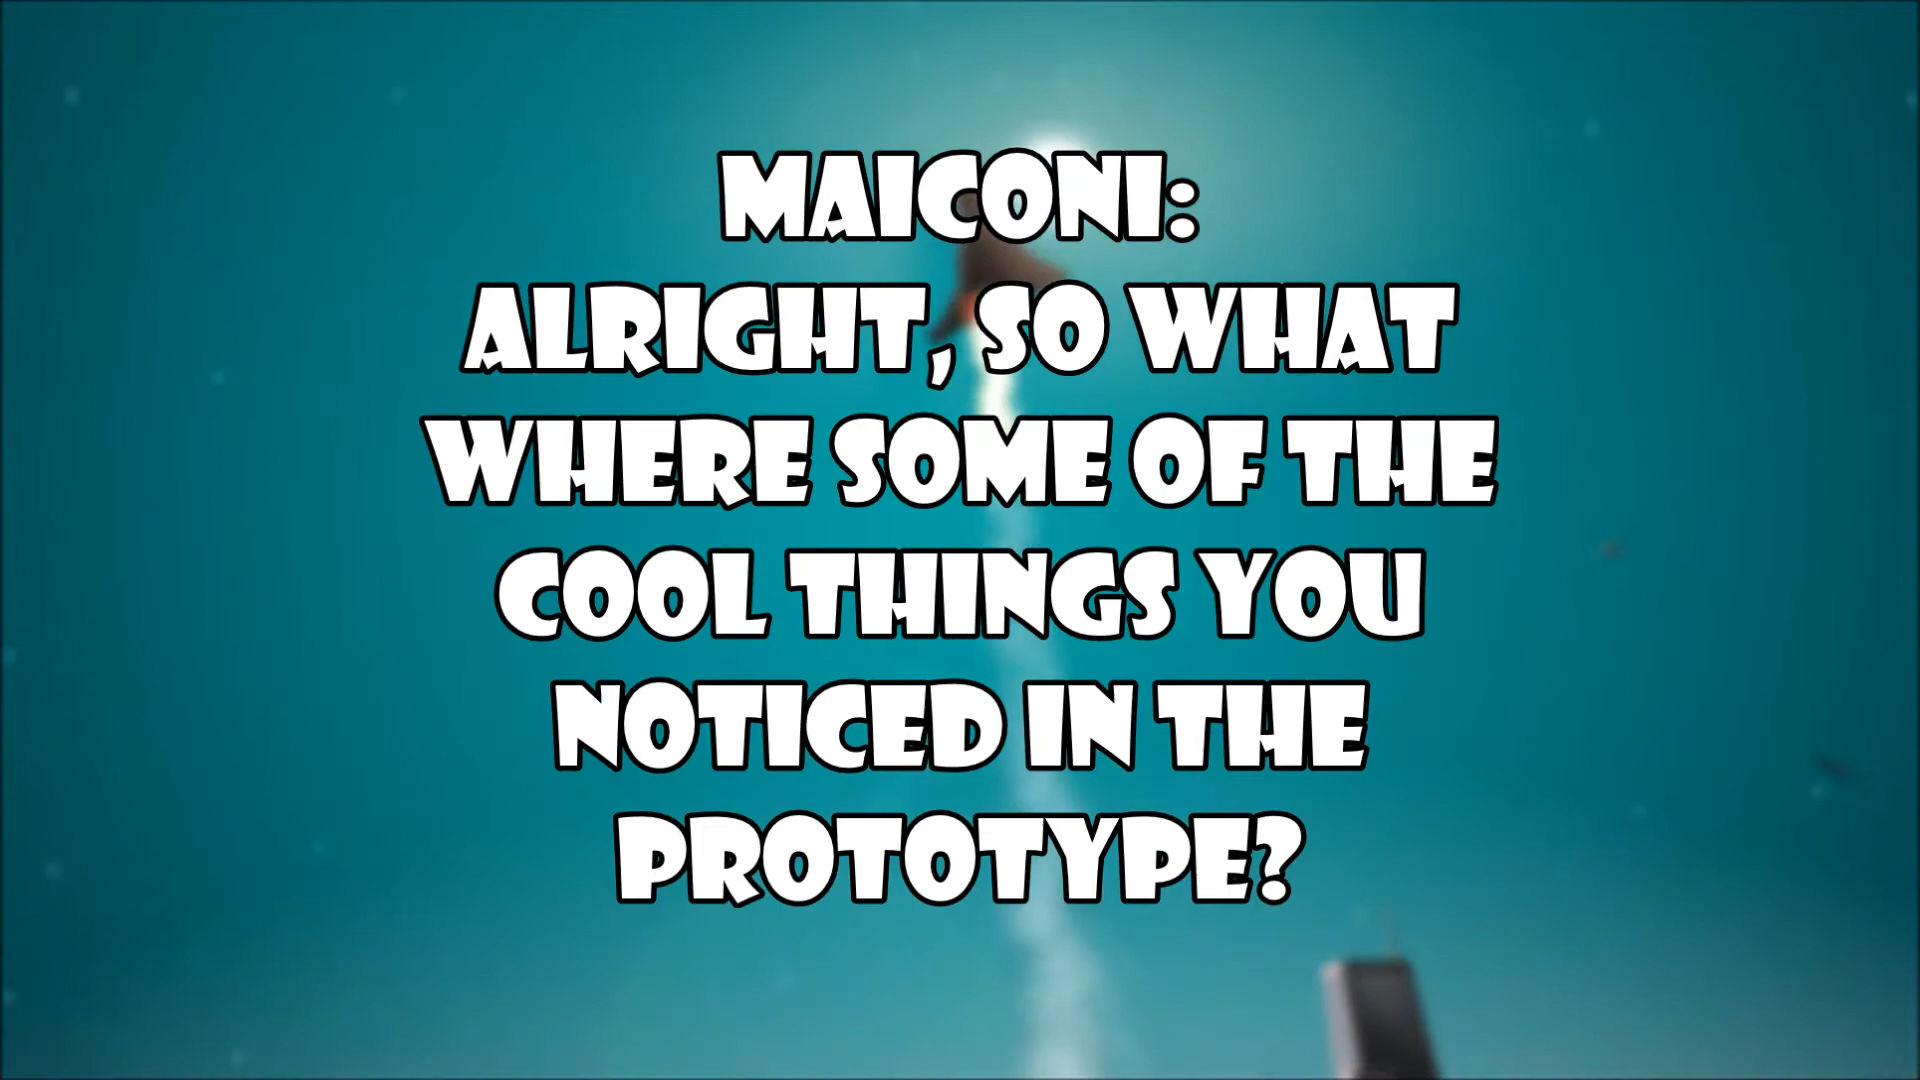 MAICONI:
ALRIGHT, SO WHAT
WHERE SOME OF THE
COOL THINGS YOU
NOTICED IN THE
PROTOTYPE?